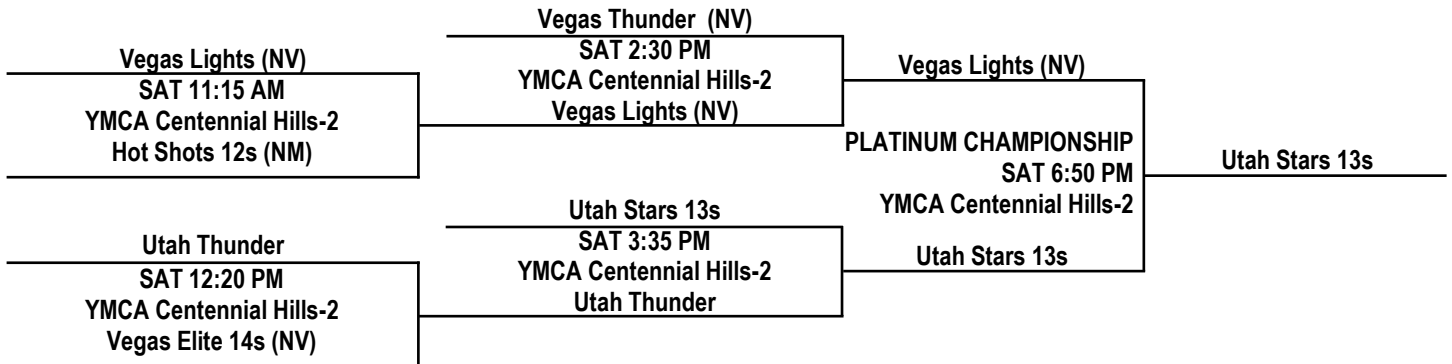 Vegas Lights (NV)
SAT 11:15 AM
YMCA Centennial Hills-2
Hot Shots 12s (NM)
Utah Thunder
SAT 12:20 PM
YMCA Centennial Hills-2
Vegas Elite 14s (NV)
Vegas Thunder (NV)
SAT 2:30 PM
YMCA Centennial Hills-2
Vegas Lights (NV)
Utah Stars 13s
SAT 3:35 PM
YMCA Centennial Hills-2
Utah Thunder
Vegas Lights (NV)
PLATINUM CHAMPIONSHIP
SAT 6:50 PM
YMCA Centennial Hills-2
Utah Stars 13s
Utah Stars 13s